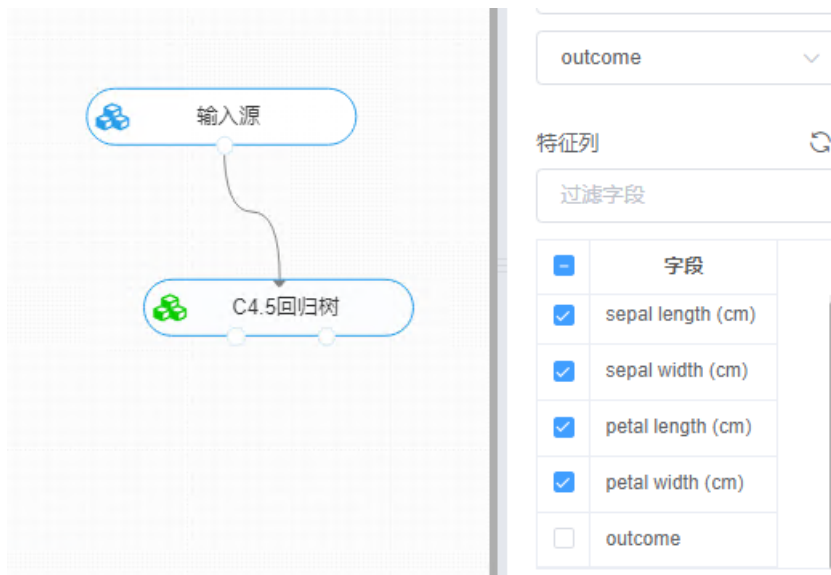 输入源
C4.5回归树
outcome
特征列
过滤字段
字段
sepal length (cm)
sepal width (cm)
petal length (cm)
petal width (cm)
outcome